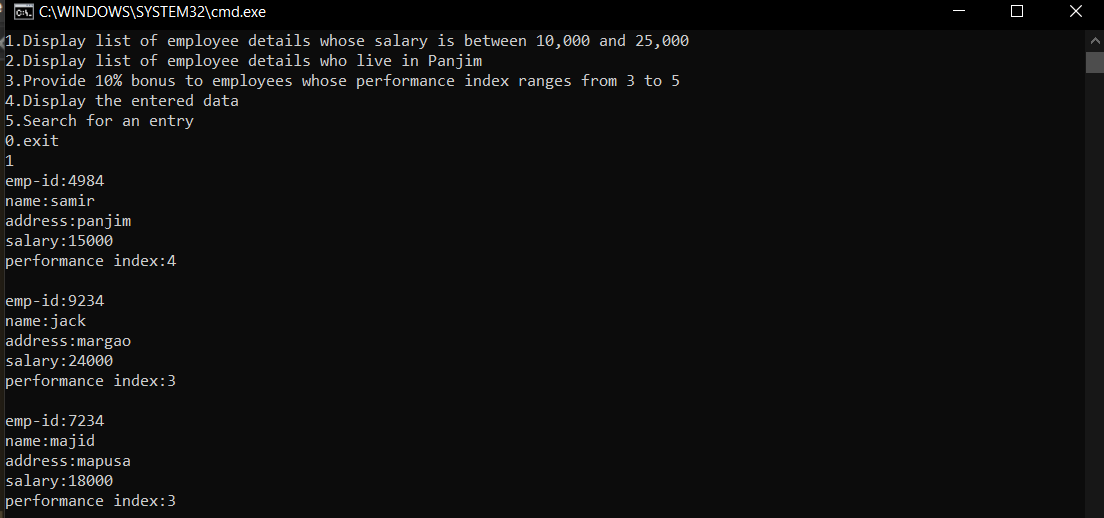 C:\WINDOWS\SYSTEM32\cmd.exe
1.Display list of employee details whose salary is between 10,000 and 25,000
2.Display list of employee details who live in Panjim
3.Provide 10% bonus to employees whose performance index ranges from 3 to 5
4.Display the entered data
5.Search for an entry
0.exit
1
emp-id:4984
name:samir
address:panjim
salary:15000
performance index:4
emp-id:9234
name:jack
address:margao
salary:24000
performance index:3
emp-id:7234
name:majid
address:mapusa
salary:18000
performance index:3